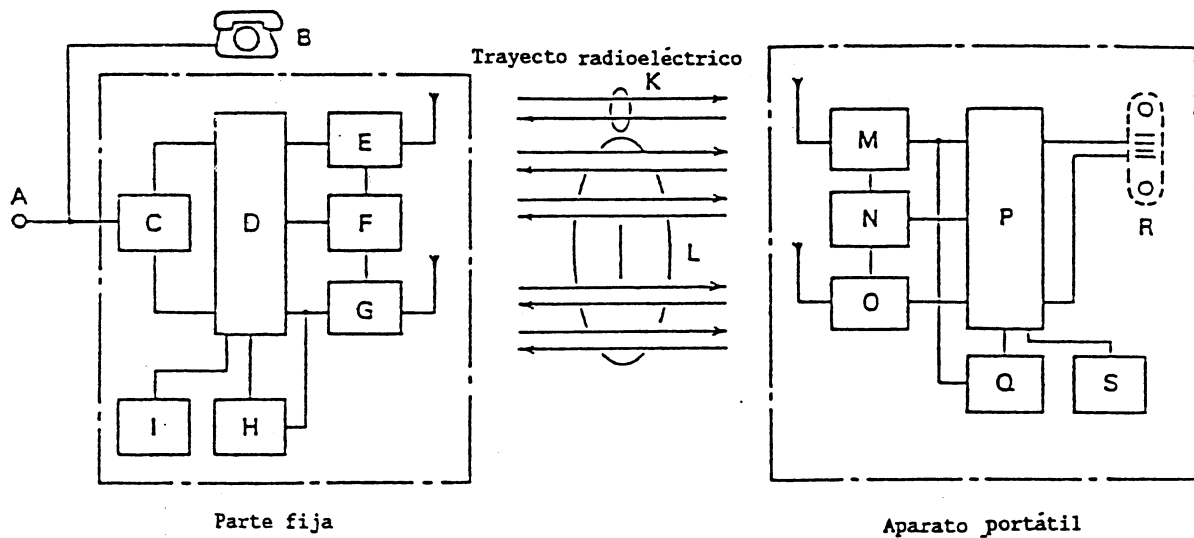 B
Trayecto radioeléctrico
K
A
C
D
E
F
G
I
H
L
M
N
O
P
R
Q
S
Parte fija
Aparato portátil